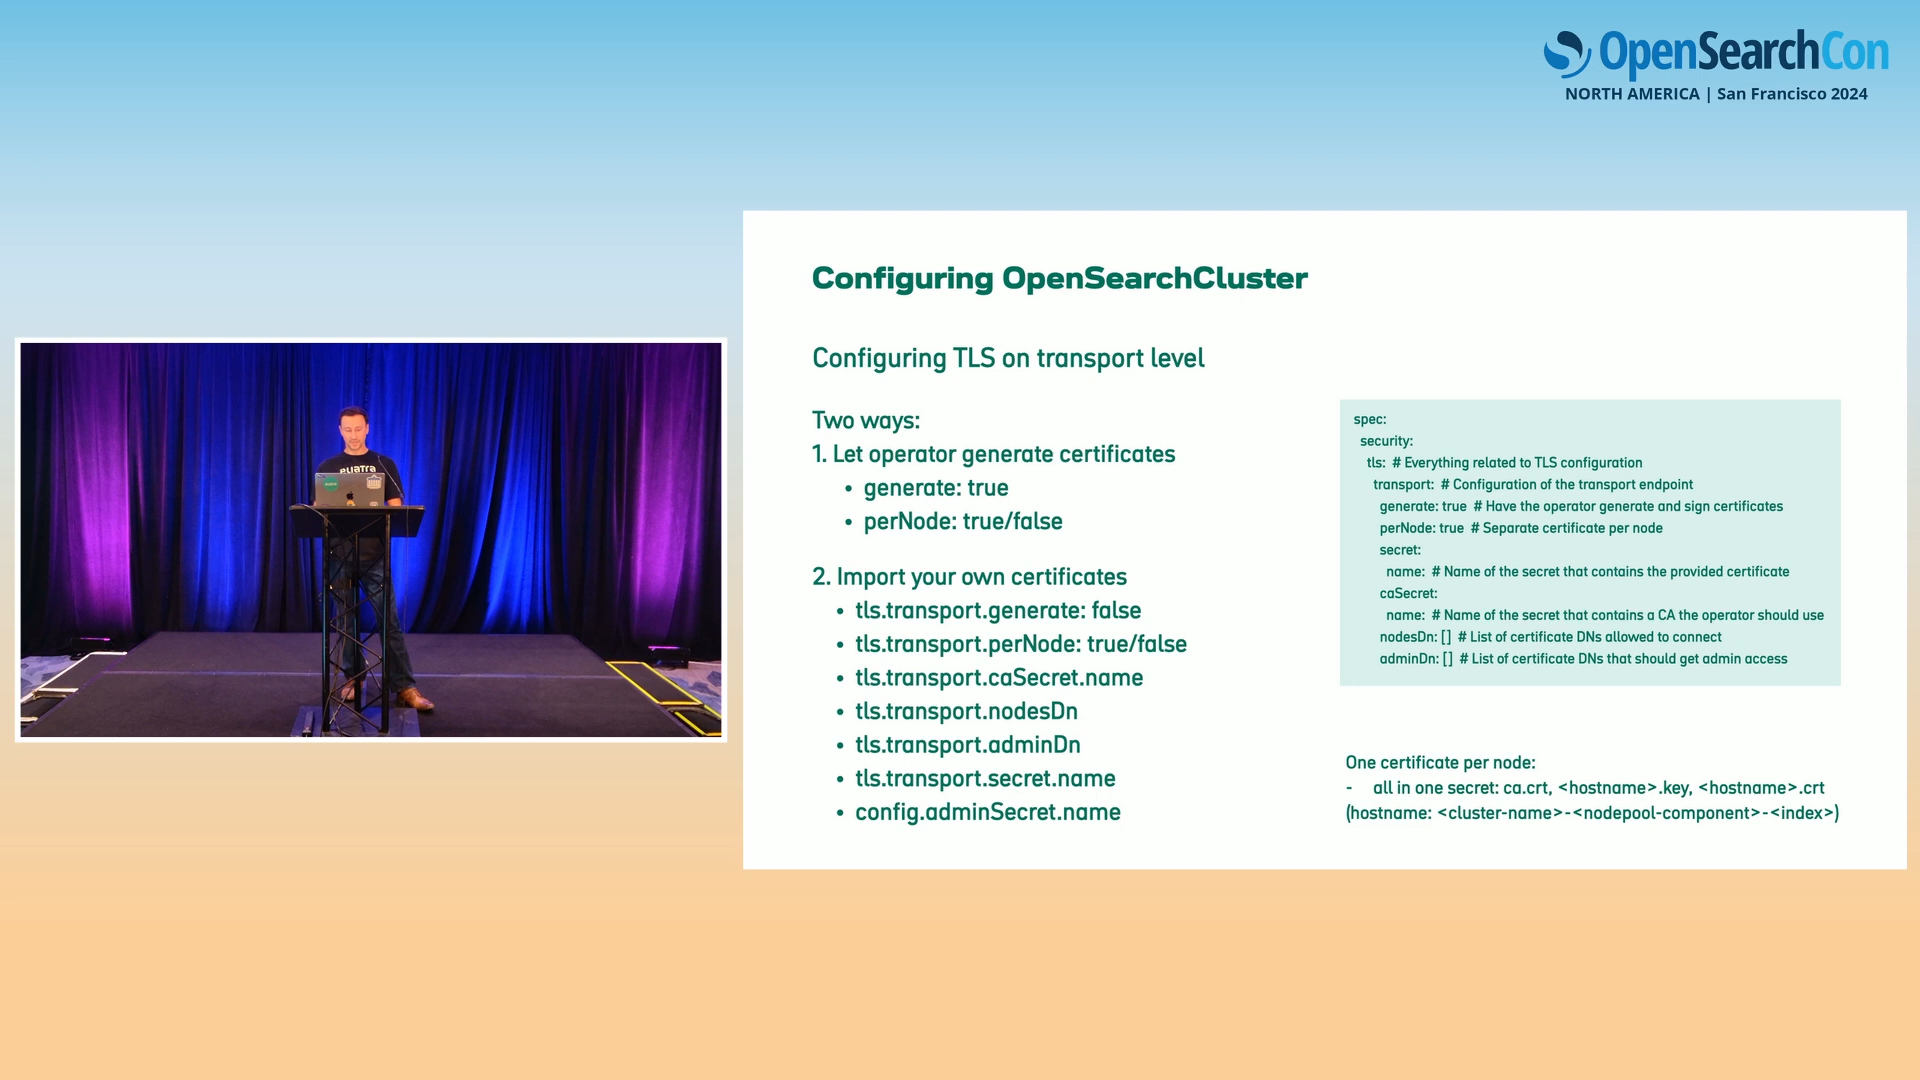 OpenSearchCon
NORTH AMERICA | San Francisco 2024
Configuring OpenSearchCluster
Configuring TLS on transport level
Two ways:
1. Let operator generate certificates
• generate: true
• perNode: true/false
2. Import your own certificates
• tls.transport.generate: false
• tls.transport.perNode: true/false
• tls.transport.caSecret.name
• tls.transport.nodesDn
• tls.transport.adminDn
• tls.transport.secret.name
• config.adminSecret.name
spec:
security:
tls: # Everything related to TLS configuration
transport: # Configuration of the transport endpoint
generate: true # Have the operator generate and sign certificates
perNode: true # Separate certificate per node
secret:
name: # Name of the secret that contains the provided certificate
caSecret:
name: # Name of the secret that contains a CA the operator should use
nodesDn: [] # List of certificate DNs allowed to connect
adminDn: [] # List of certificate DNs that should get admin access
One certificate per node:
- all in one secret: ca.crt, <hostname>.key, <hostname>.crt
(hostname: <cluster-name>-<nodepool-component>-<index>)
eliatra